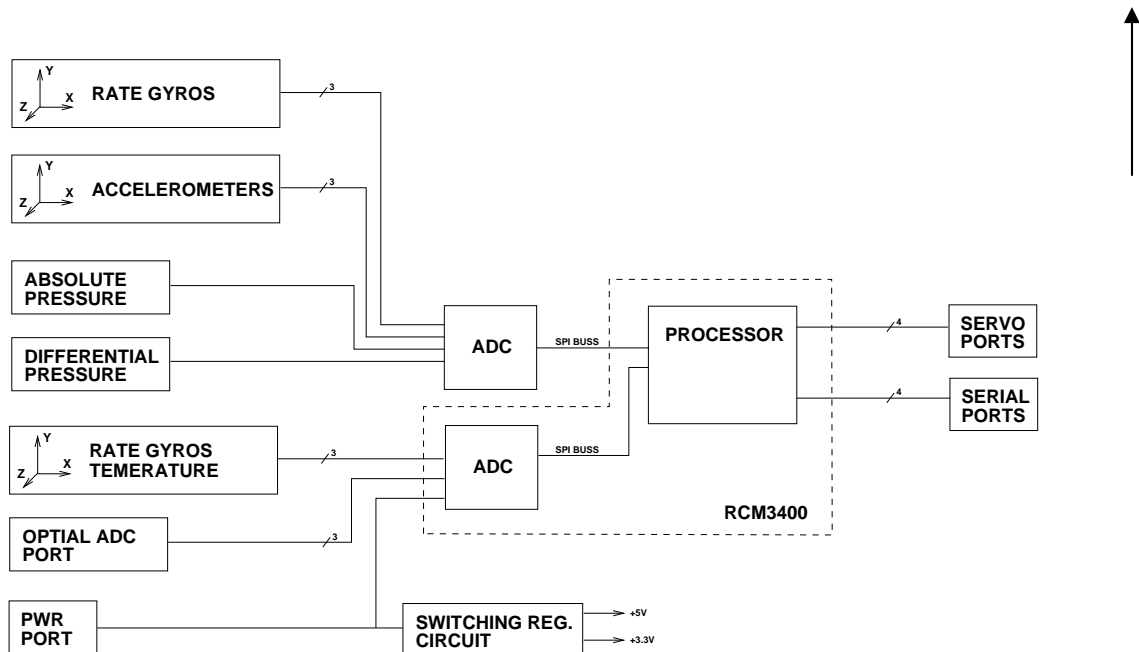 Y
X
Z
RATE GYROS
3
Y
X
Z
ACCELEROMETERS
3
ABSOLUTE
PRESSURE
DIFFERENTIAL
PRESSURE
ADC
SPI BUSS
PROCESSOR
4
SERVO
PORTS
4
SERIAL
PORTS
Y
X
Z
RATE GYROS
TEMERATURE
3
ADC
SPI BUSS
RCM3400
OPTIAL ADC
PORT
3
PWR
PORT
SWITCHING REG.
CIRCUIT
+5V
+3.3V